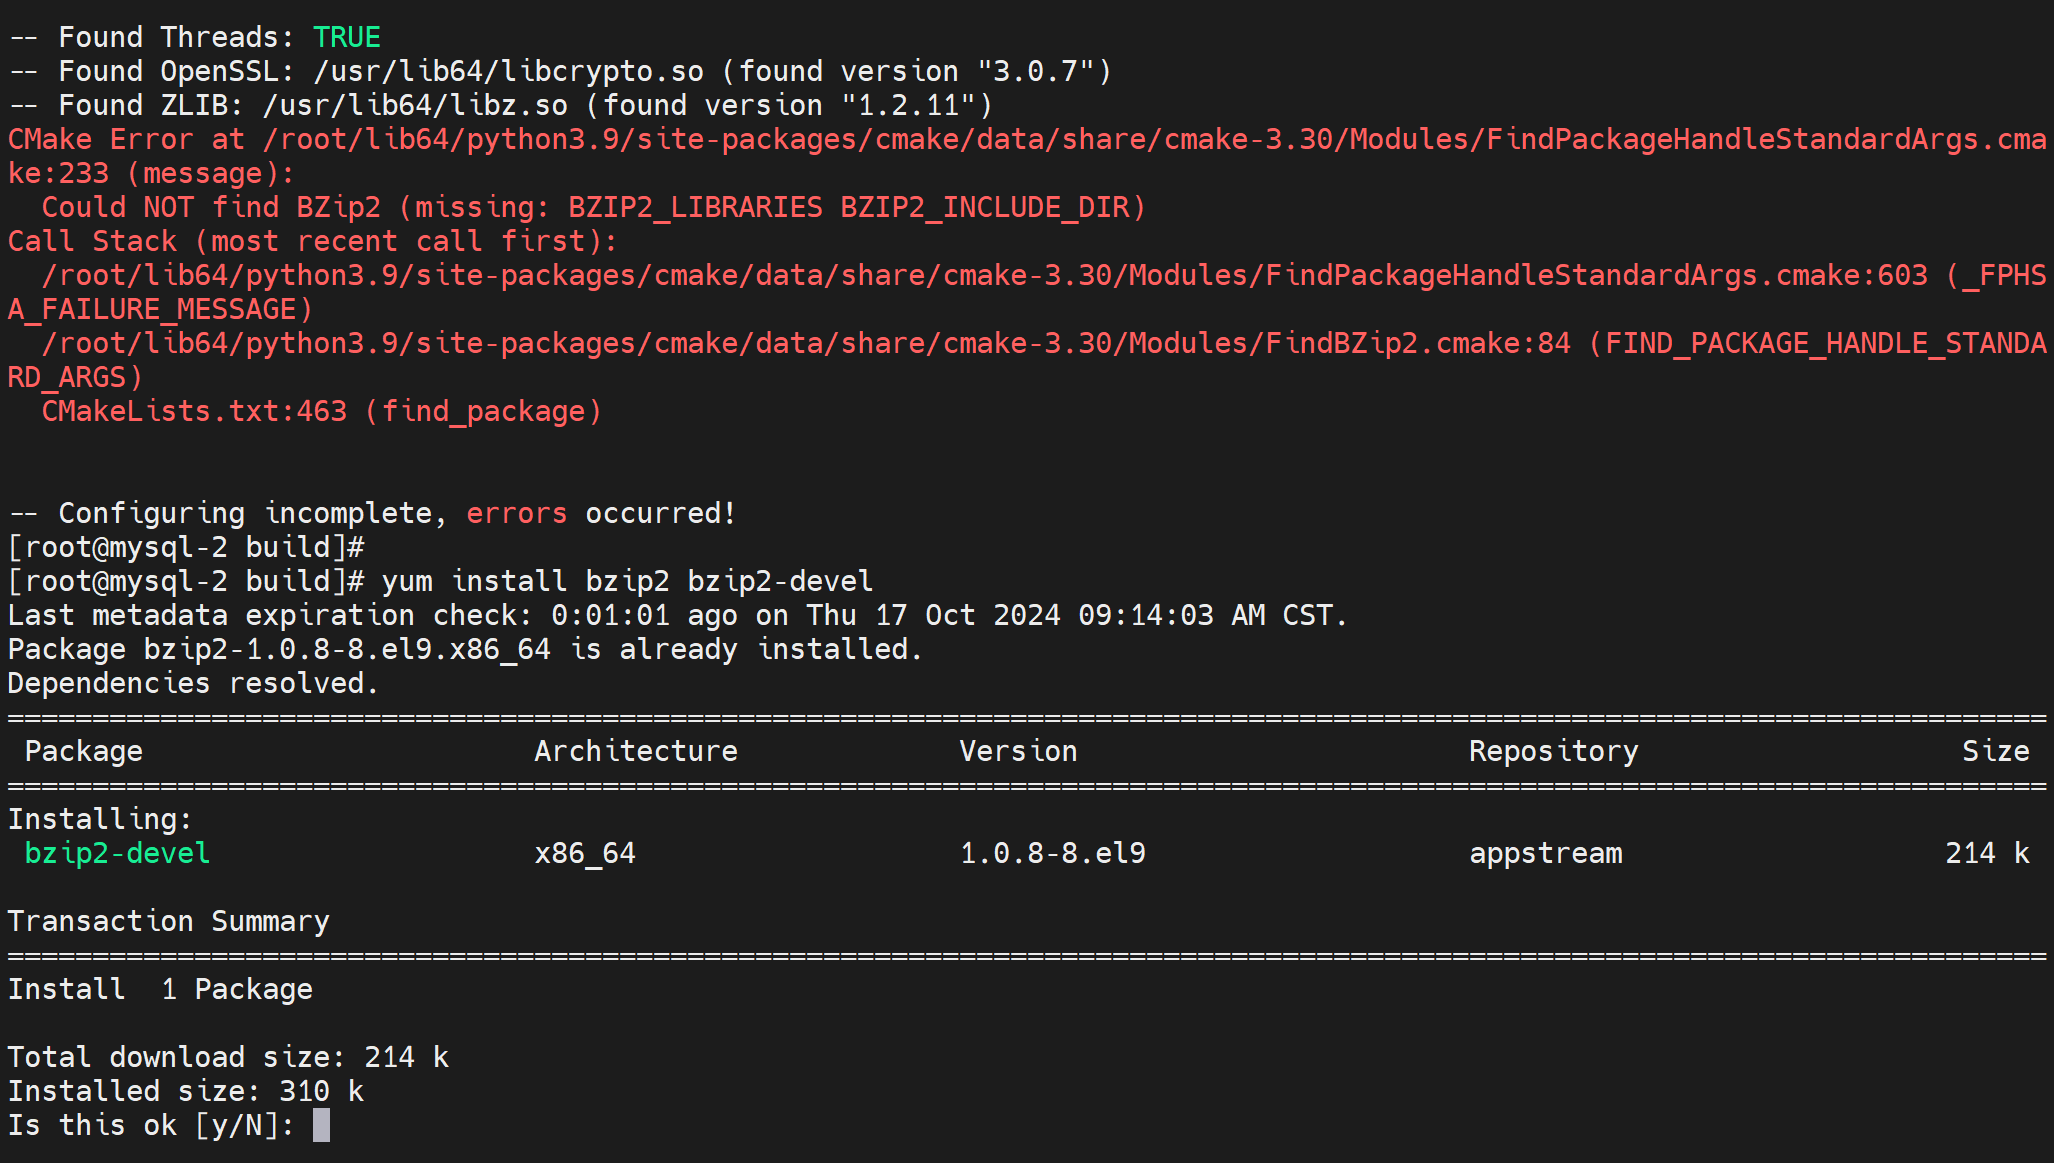 -- Found Threads: TRUE
-- Found OpenSSL: /usr/lib64/libcrypto.so (found version "3.0.7")
-- Found ZLIB: /usr/lib64/libz.so (found version "1.2.11")
CMake Error at /root/lib64/python3.9/site-packages/cmake/data/share/cmake-3.30/Modules/FindPackageHandleStandardArgs.cma
ke:233 (message):
  Could NOT find BZip2 (missing: BZIP2_LIBRARIES BZIP2_INCLUDE_DIR)
Call Stack (most recent call first):
  /root/lib64/python3.9/site-packages/cmake/data/share/cmake-3.30/Modules/FindPackageHandleStandardArgs.cmake:603 (_FPHS
A_FAILURE_MESSAGE)
  /root/lib64/python3.9/site-packages/cmake/data/share/cmake-3.30/Modules/FindBZip2.cmake:84 (FIND_PACKAGE_HANDLE_STANDA
RD_ARGS)
  CMakeLists.txt:463 (find_package)
-- Configuring incomplete, errors occurred!
[root@mysql-2 build]#
[root@mysql-2 build]# yum install bzip2 bzip2-devel
Last metadata expiration check: 0:01:01 ago on Thu 17 Oct 2024 09:14:03 AM CST.
Package bzip2-1.0.8-8.el9.x86_64 is already installed.
Dependencies resolved.
========================================================================================================================
 Package                       Architecture             Version                       Repository                   Size
========================================================================================================================
Installing:
 bzip2-devel                   x86_64                   1.0.8-8.el9                   appstream                   214 k
Transaction Summary
========================================================================================================================
Install  1 Package
Total download size: 214 k
Installed size: 310 k
Is this ok [y/N]: